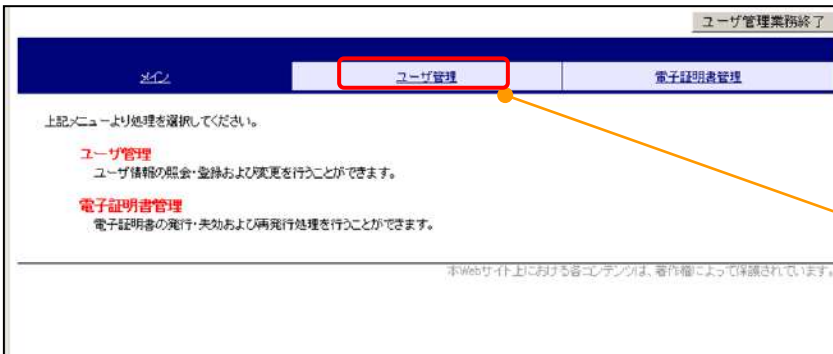 ユーザ管理業務終了
メイン ユーザ管理 電子証明書管理
上記メニューより処理を選択してください。
ユーザ管理
ユーザ情報の照会・登録および変更を行うことができます。
電子証明書管理
電子証明書の発行・失効および再発行処理を行うことができます。
本Webサイト上における各コンテンツは、著作権によって保護されています。